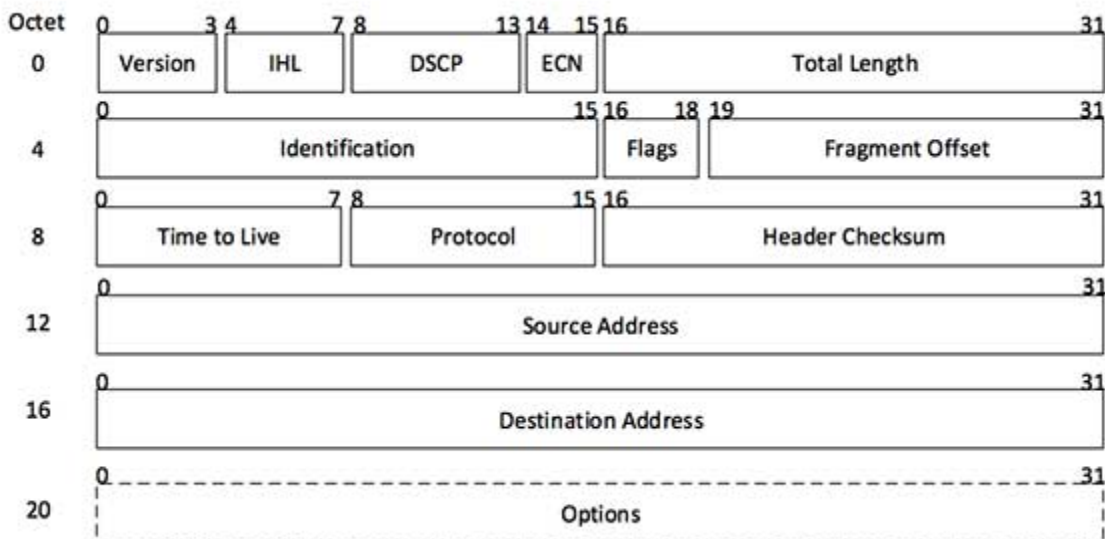 Octet 0 3 4 7 8 13 14 15 16 31
0 Version IHL DSCP ECN Total Length
0 15 16 18 19 31
4 Identification Flags Fragment Offset
0 7 8 15 16 31
8 Time to Live Protocol Header Checksum
0 31
12 Source Address
0 31
16 Destination Address
0 31
20 Options